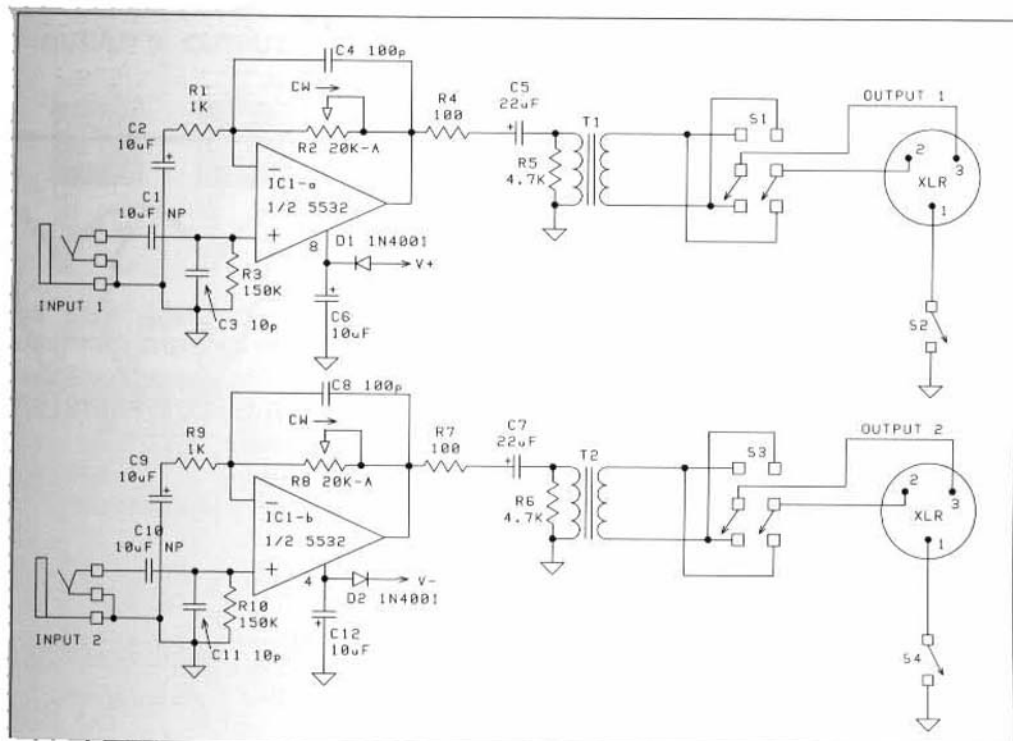 C4 100p
CW
R1
1K
R2 20K-A
R4
100
C5
22uF
T1
S1
OUTPUT 1
C2
10uF
R5
4.7K
2
3
XLR
1
−
IC1-a
1/2 5532
+
C1
10uF NP
8
D1 1N4001
V+
R3
150K
INPUT 1
C3 10p
C6
10uF
S2
C8 100p
CW
R9
1K
R8 20K-A
R7
100
C7
22uF
T2
S3
OUTPUT 2
C9
10uF
R6
4.7K
2
3
XLR
1
−
IC1-b
1/2 5532
+
C10
10uF NP
4
V-
D2 1N4001
R10
150K
INPUT 2
C11 10p
C12
10uF
S4
+
+
+
+
+
+